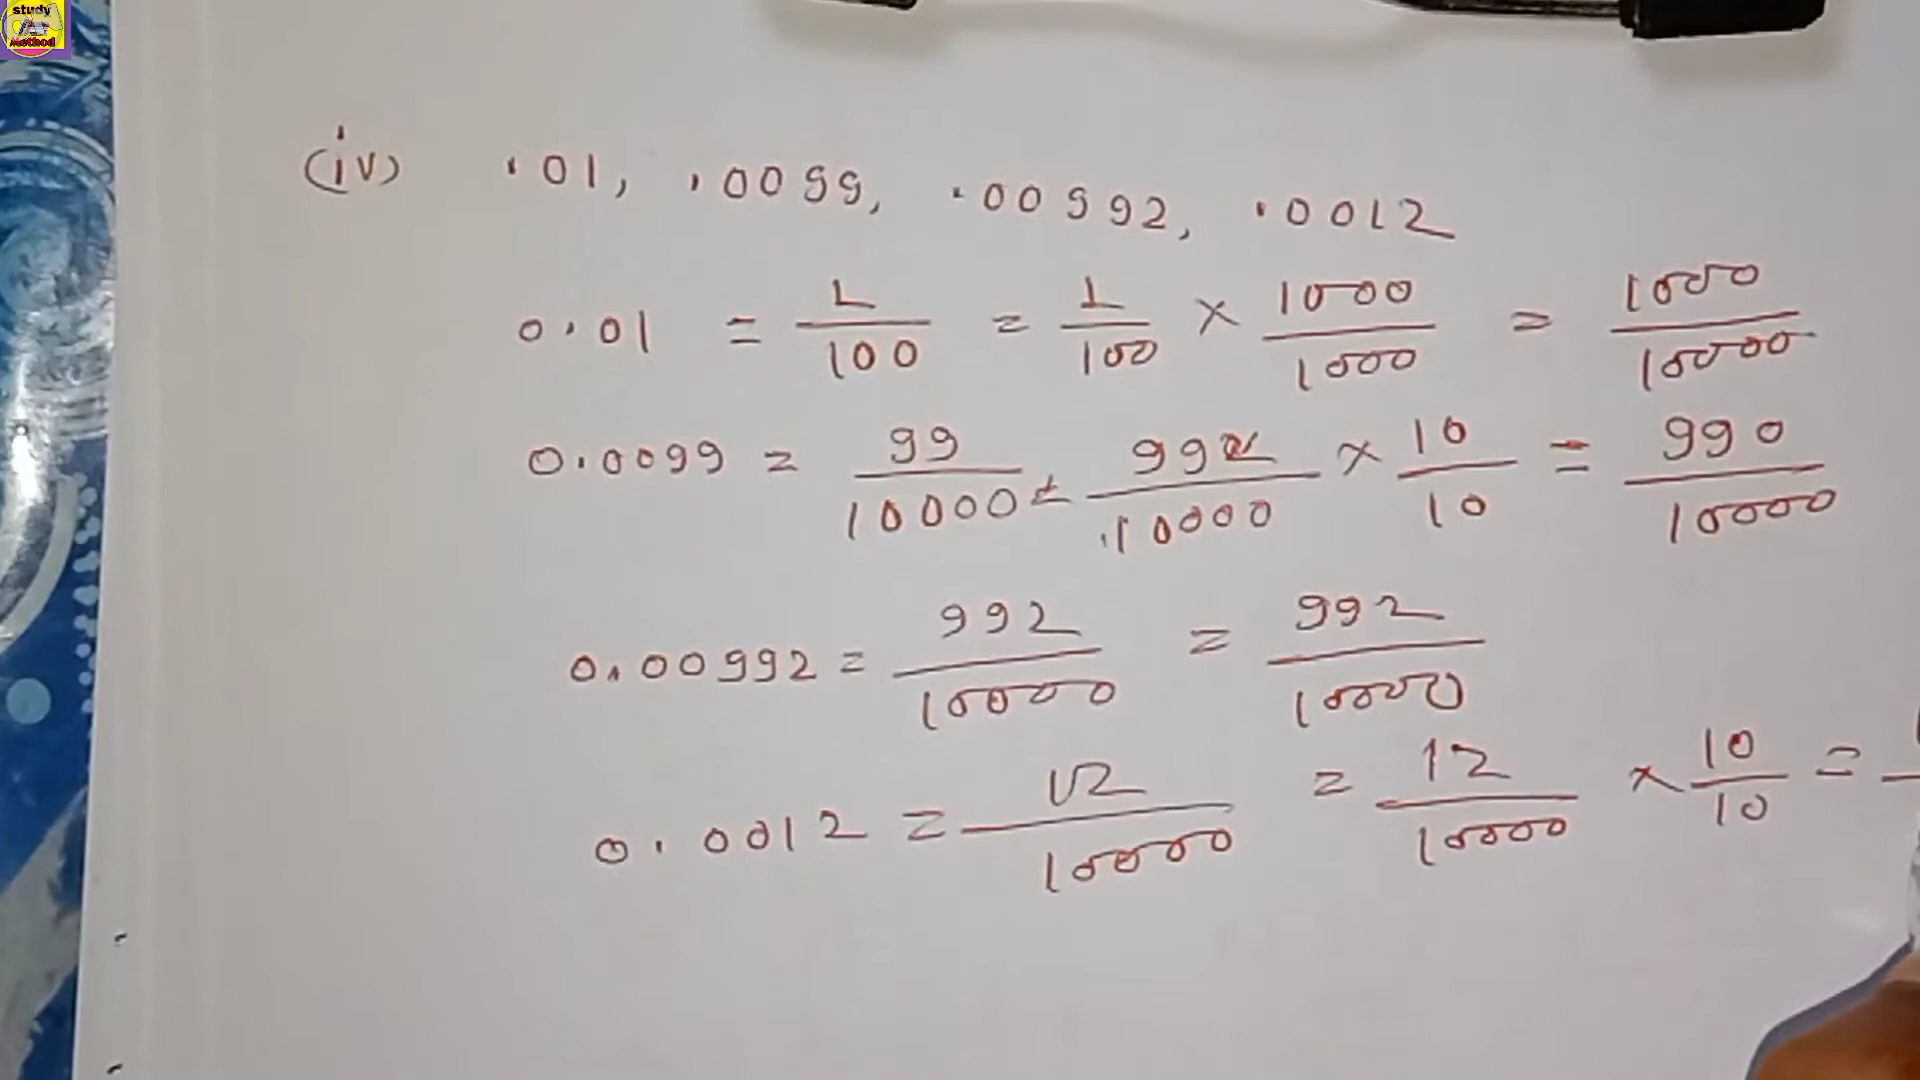 study
Method
(iv) .01, .0099, .00992, .0012
0.01 = 1/100 = 1/100 × 1000/1000 = 1000/10000
0.0099 = 99/10000 = 992/10000 × 10/10 = 990/10000
0.00992 = 992/10000 = 992/10000
0.0012 = 12/10000 = 12/10000 × 10/10 =